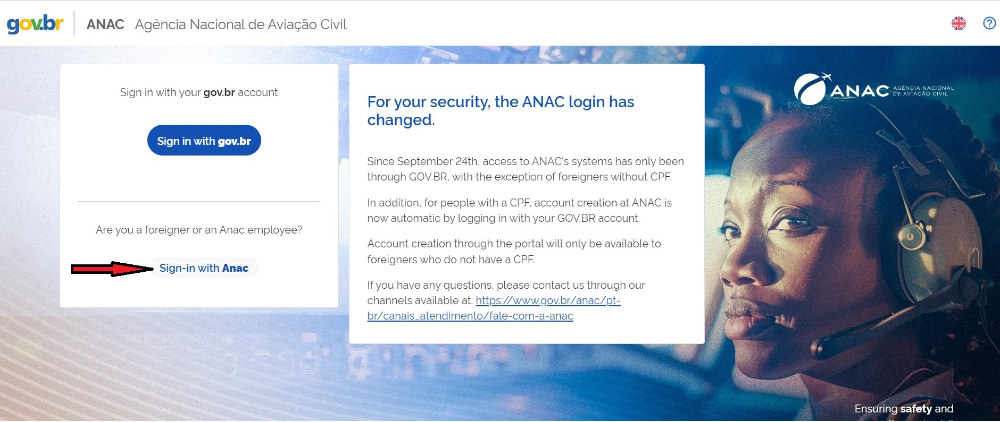 gov.br ANAC Agência Nacional de Aviação Civil
Sign in with your gov.br account
Sign in with gov.br
Are you a foreigner or an Anac employee?
Sign-in with Anac
For your security, the ANAC login has
changed.
Since September 24th, access to ANAC's systems has only been
through GOV.BR, with the exception of foreigners without CPF.
In addition, for people with a CPF, account creation at ANAC is
now automatic by logging in with your GOV.BR account.
Account creation through the portal will only be available to
foreigners who do not have a CPF.
If you have any questions, please contact us through our
channels available at: https://www.gov.br/anac/pt-
br/canais_atendimento/fale-com-a-anac
ANAC AGÊNCIA NACIONAL
DE AVIAÇÃO CIVIL
Ensuring safety and